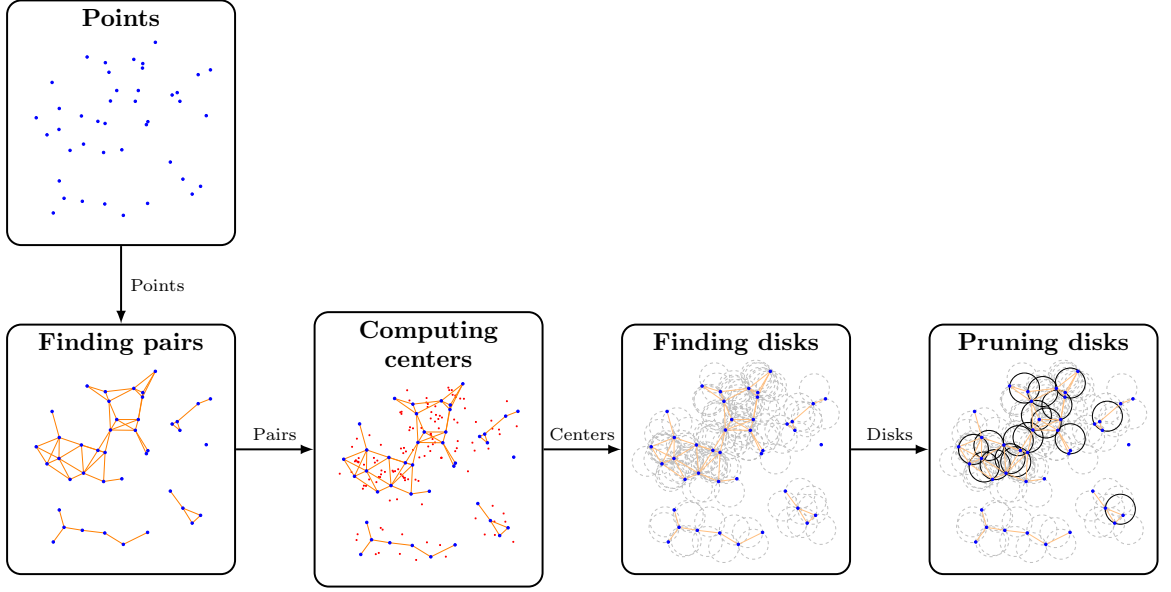 Points
Points
Finding pairs
Pairs
Computing
centers
Centers
Finding disks
Disks
Pruning disks